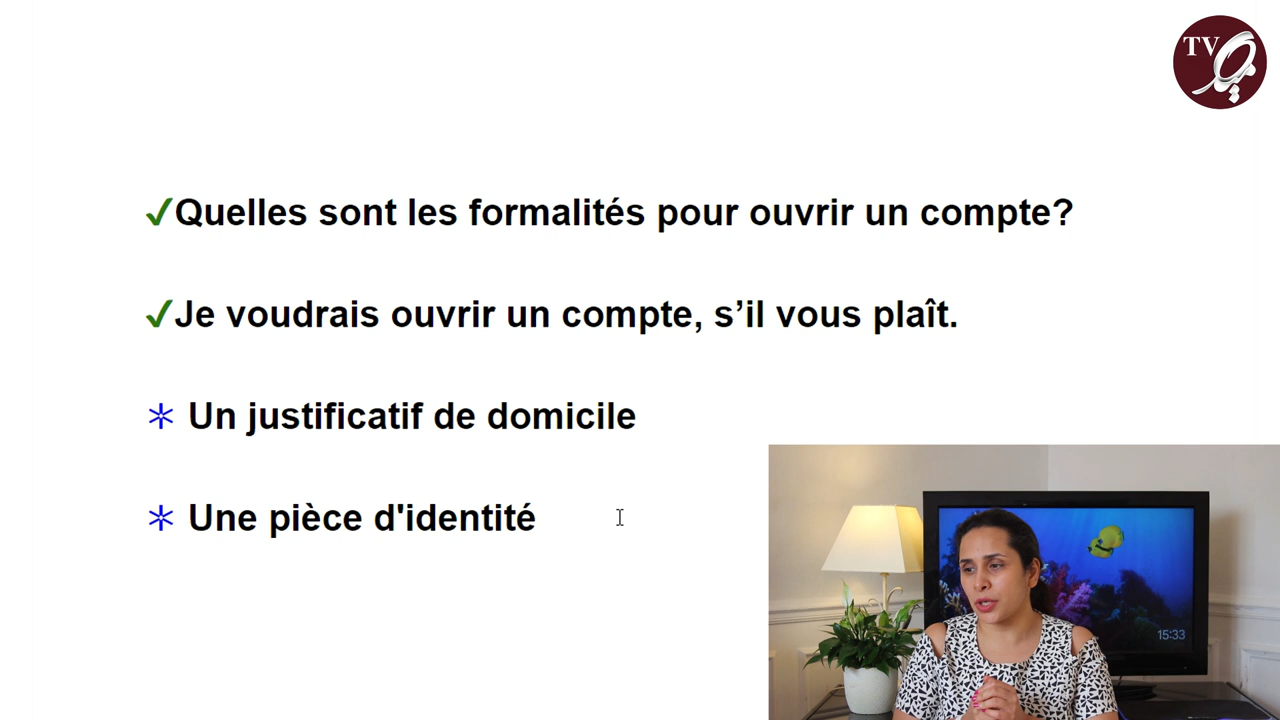 TV
✓Quelles sont les formalités pour ouvrir un compte?
✓Je voudrais ouvrir un compte, s’il vous plaît.
* Un justificatif de domicile
* Une pièce d'identité
15:33